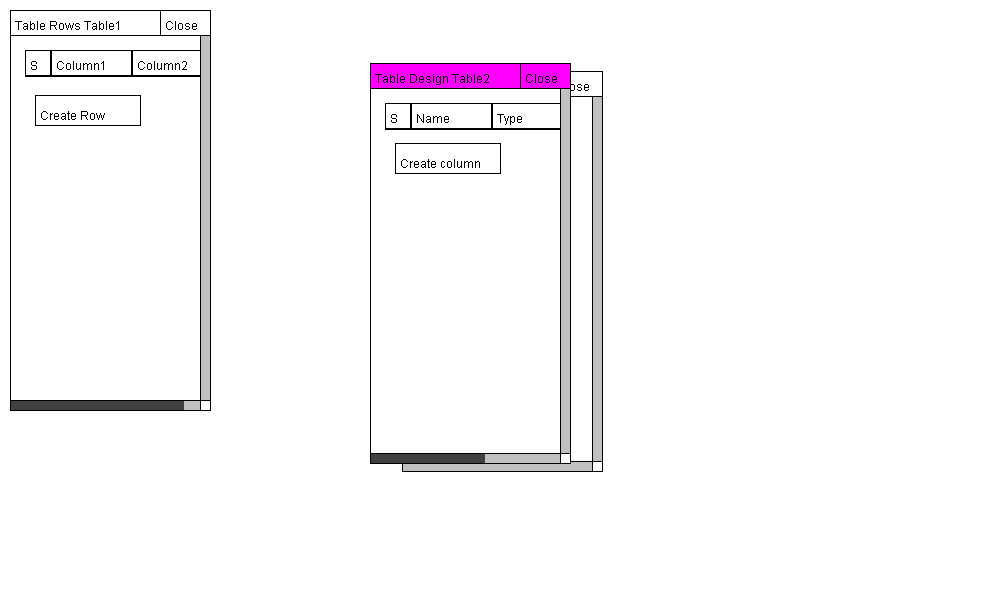 Table Rows Table1 Close
S Column1 Column2
Create Row
Table Design Table2 Close
ose
S Name Type
Create column